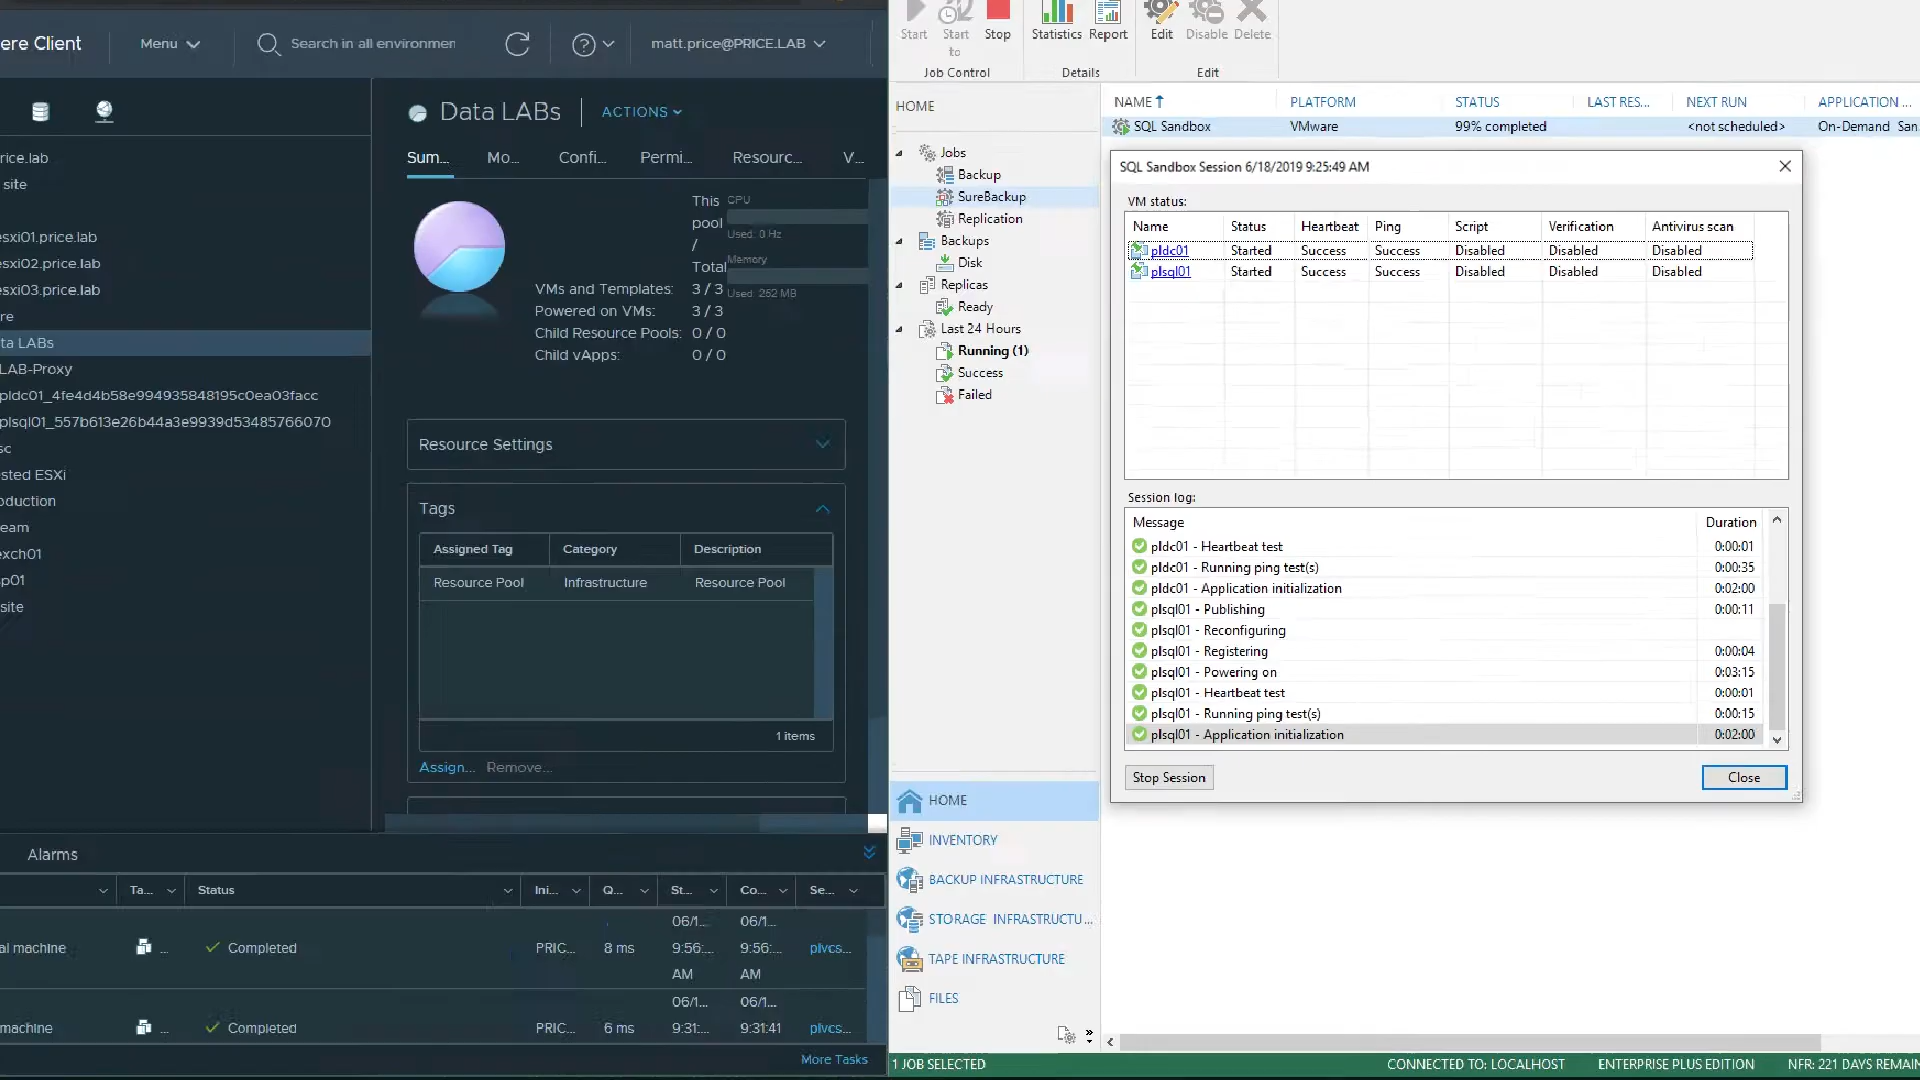 ere Client
Menu
Search in all environmen
matt.price@PRICE.LAB
rice.lab
site
esxi01.price.lab
esxi02.price.lab
esxi03.price.lab
re
ta LABs
LAB-Proxy
pldc01_4fe4d4b58e994935848195c0ea03facc
plsql01_557b613e26b44a3e9939d53485766070
sc
sted ESXi
oduction
eam
exch01
p01
site
Data LABs
ACTIONS
Sum...
Mo...
Confi...
Permi...
Resourc...
V...
This pool / Total
CPU
Used: 0 Hz
Memory
Used: 252 MB
VMs and Templates: 3 / 3
Powered on VMs: 3 / 3
Child Resource Pools: 0 / 0
Child vApps: 0 / 0
Resource Settings
Tags
Assigned Tag Category Description
Resource Pool Infrastructure Resource Pool
1 items
Assign... Remove...
Alarms
Ta... Status Ini... Q... St... Co... Se...
al machine ... Completed PRIC... 8 ms 06/1... 9:56:... AM 06/1... 9:56:... AM plvcs...
machine ... Completed PRIC... 6 ms 06/1... 9:31:... 06/1... 9:31:41 plvcs...
More Tasks
Start
Start to
Stop
Statistics
Report
Edit
Disable
Delete
Job Control
Details
Edit
HOME
Jobs
Backup
SureBackup
Replication
Backups
Disk
Replicas
Ready
Last 24 Hours
Running (1)
Success
Failed
HOME
INVENTORY
BACKUP INFRASTRUCTURE
STORAGE INFRASTRUCTU...
TAPE INFRASTRUCTURE
FILES
NAME PLATFORM STATUS LAST RES... NEXT RUN APPLICATION ...
SQL Sandbox VMware 99% completed <not scheduled> On-Demand San
SQL Sandbox Session 6/18/2019 9:25:49 AM
VM status:
Name Status Heartbeat Ping Script Verification Antivirus scan
pldc01 Started Success Success Disabled Disabled Disabled
plsql01 Started Success Success Disabled Disabled Disabled
Session log:
Message Duration
pldc01 - Heartbeat test 0:00:01
pldc01 - Running ping test(s) 0:00:35
pldc01 - Application initialization 0:02:00
plsql01 - Publishing 0:00:11
plsql01 - Reconfiguring
plsql01 - Registering 0:00:04
plsql01 - Powering on 0:03:15
plsql01 - Heartbeat test 0:00:01
plsql01 - Running ping test(s) 0:00:15
plsql01 - Application initialization 0:02:00
Stop Session
Close
1 JOB SELECTED
CONNECTED TO: LOCALHOST
ENTERPRISE PLUS EDITION
NFR: 221 DAYS REMAIN